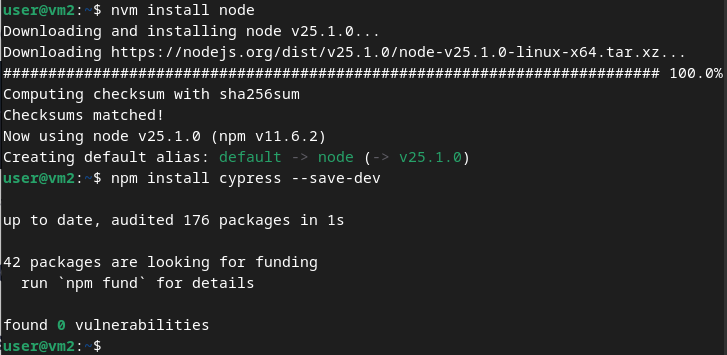 user@vm2:~$ nvm install node
Downloading and installing node v25.1.0...
Downloading https://nodejs.org/dist/v25.1.0/node-v25.1.0-linux-x64.tar.xz...
######################################################################### 100.0%
Computing checksum with sha256sum
Checksums matched!
Now using node v25.1.0 (npm v11.6.2)
Creating default alias: default -> node (-> v25.1.0)
user@vm2:~$ npm install cypress --save-dev
up to date, audited 176 packages in 1s
42 packages are looking for funding
  run `npm fund` for details
found 0 vulnerabilities
user@vm2:~$